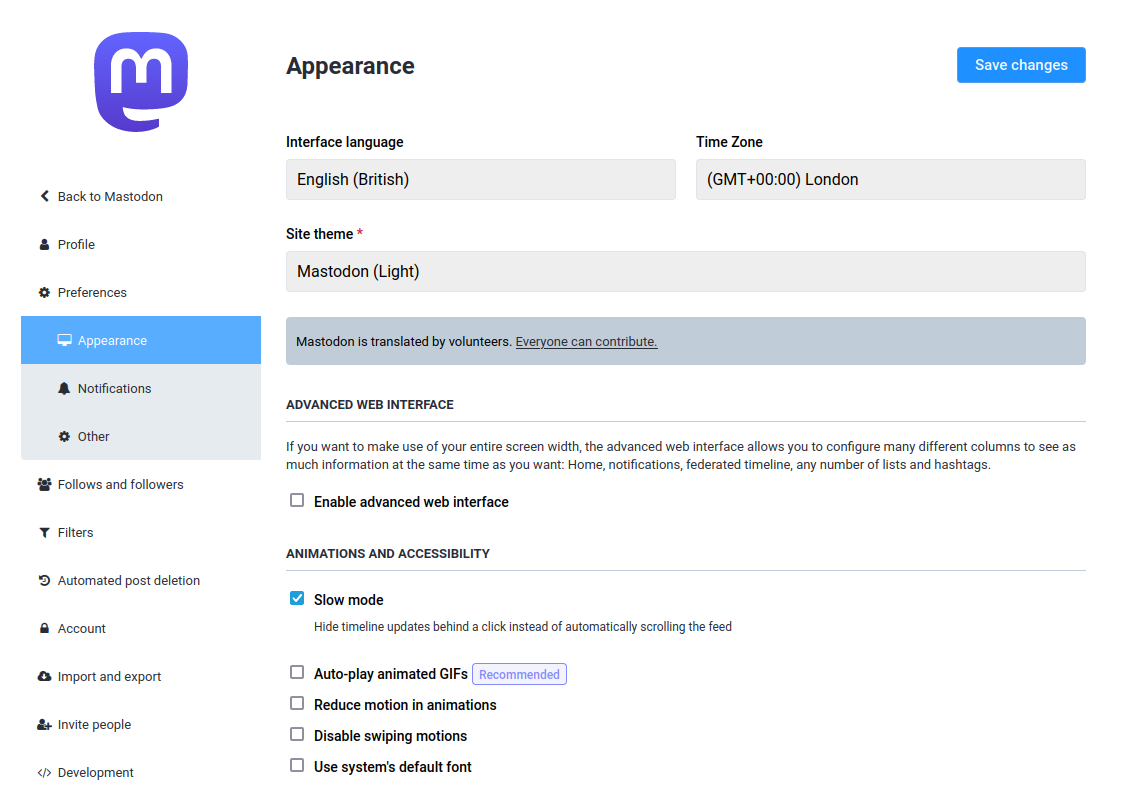 Appearance
Save changes
Interface language
Time Zone
English (British)
(GMT+00:00) London
Back to Mastodon
Profile
Site theme *
Mastodon (Light)
Preferences
Appearance
Mastodon is translated by volunteers. Everyone can contribute.
Notifications
Other
ADVANCED WEB INTERFACE
If you want to make use of your entire screen width, the advanced web interface allows you to configure many different columns to see as
much information at the same time as you want: Home, notifications, federated timeline, any number of lists and hashtags.
Follows and followers
Enable advanced web interface
Filters
ANIMATIONS AND ACCESSIBILITY
Automated post deletion
Slow mode
Hide timeline updates behind a click instead of automatically scrolling the feed
Account
Import and export
Auto-play animated GIFs Recommended
Reduce motion in animations
Invite people
Disable swiping motions
Development
Use system's default font